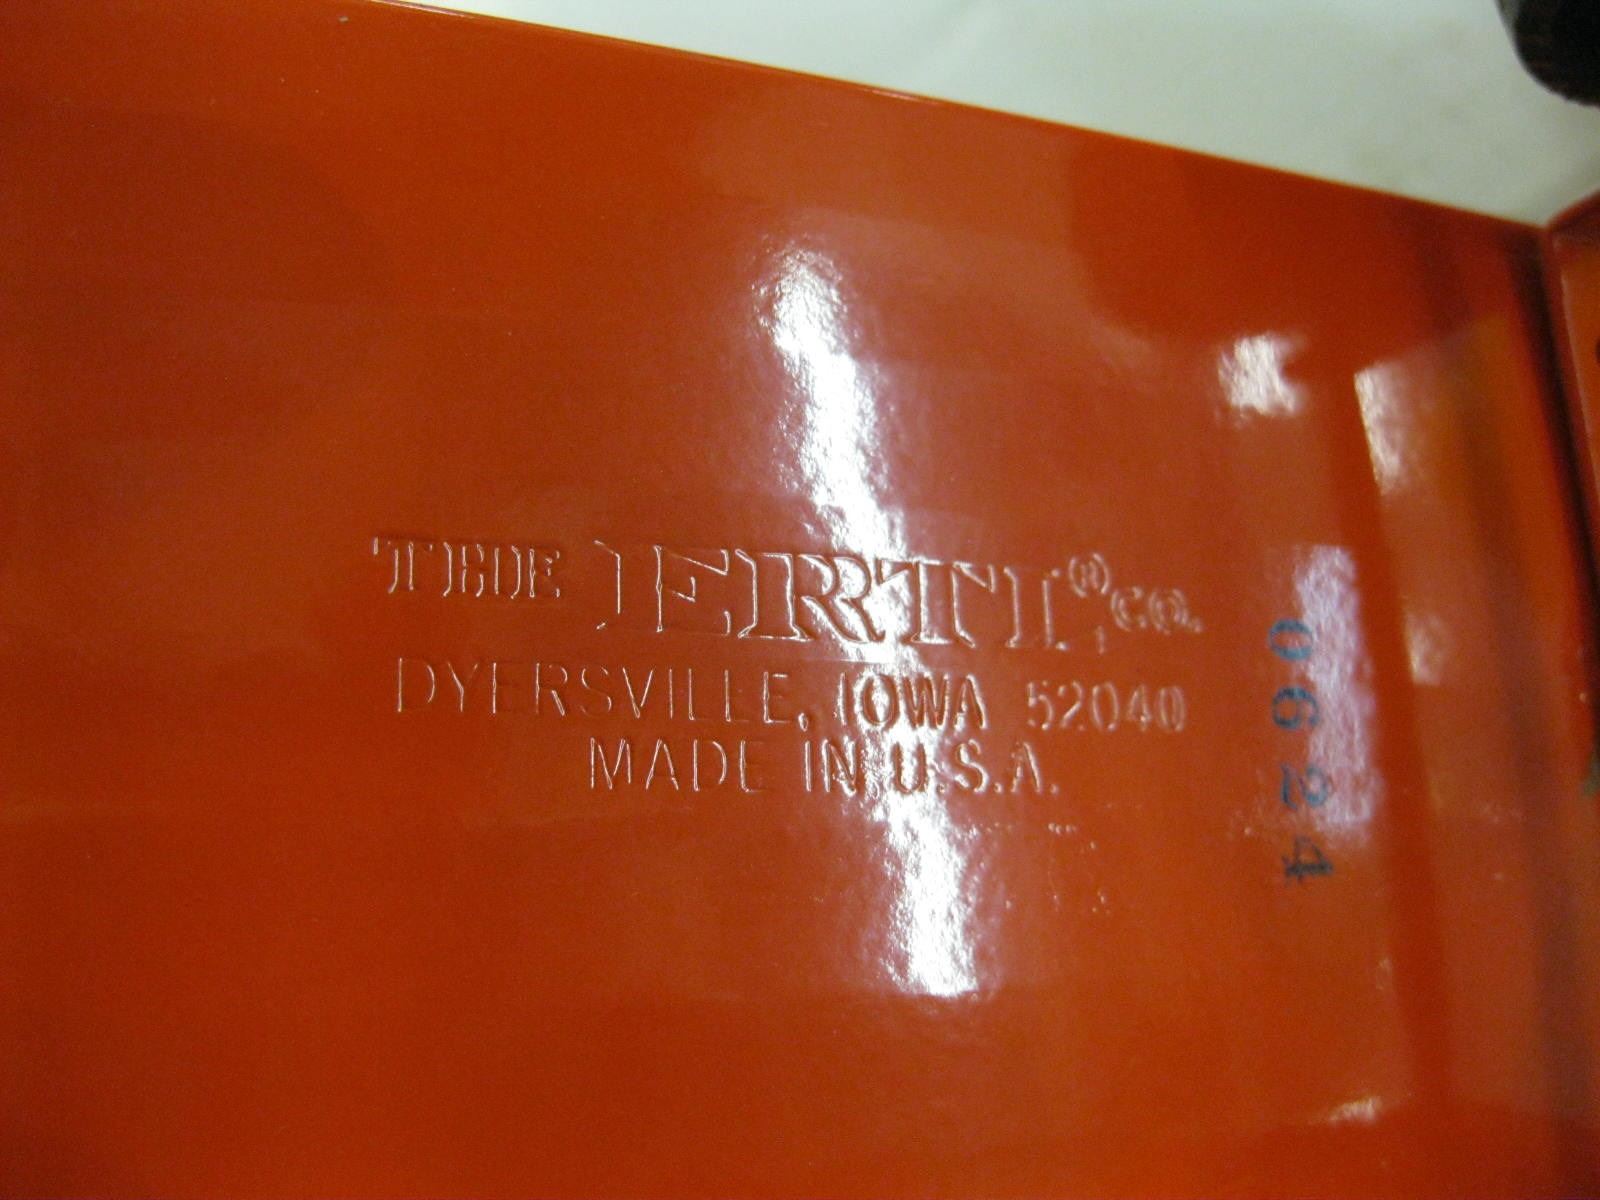 THE ERTL® CO.
DYERSVILLE, IOWA 52040
MADE IN U.S.A.
0624